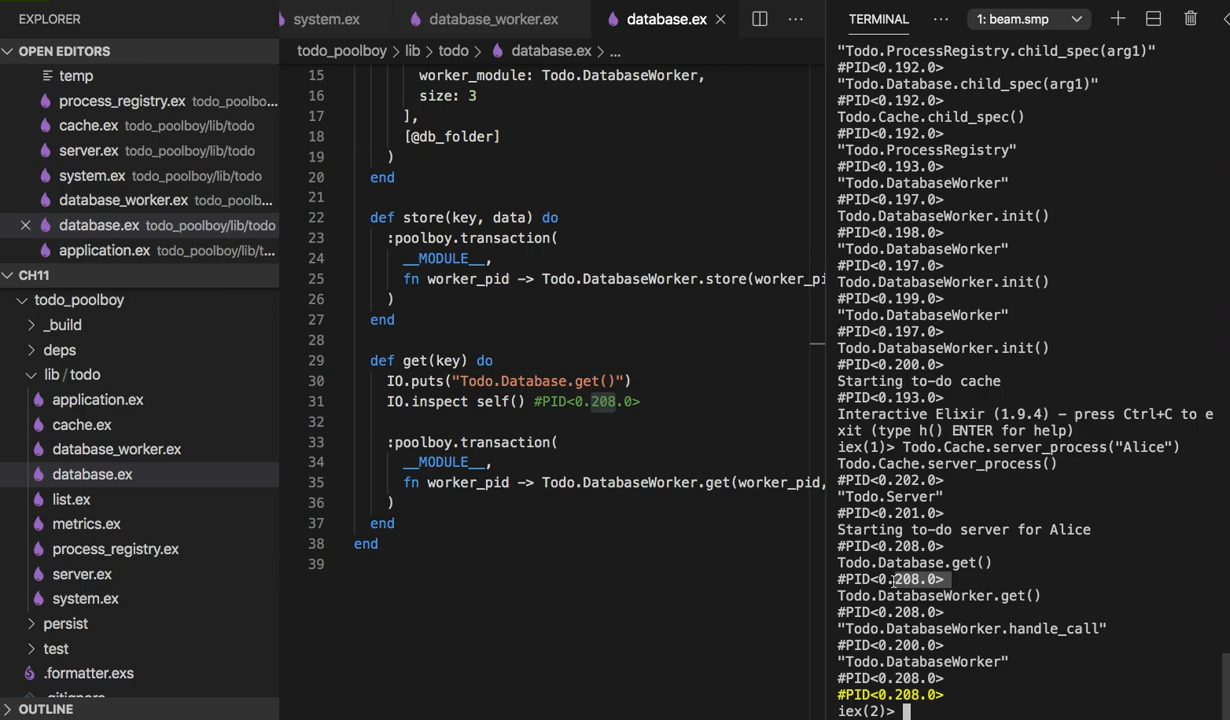 EXPLORER
OPEN EDITORS
temp
process_registry.ex todo_poolbo...
cache.ex todo_poolboy/lib/todo
server.ex todo_poolboy/lib/todo
system.ex todo_poolboy/lib/todo
database_worker.ex todo_poolb...
database.ex todo_poolboy/lib/todo
application.ex todo_poolboy/lib/t...
CH11
todo_poolboy
_build
deps
lib / todo
application.ex
cache.ex
database_worker.ex
database.ex
list.ex
metrics.ex
process_registry.ex
server.ex
system.ex
persist
test
.formatter.exs
.gitignore
OUTLINE
system.ex database_worker.ex database.ex
todo_poolboy > lib > todo > database.ex > ...
15 worker_module: Todo.DatabaseWorker,
16 size: 3
17 ],
18 [@db_folder]
19 )
20 end
21
22 def store(key, data) do
23 :poolboy.transaction(
24 __MODULE__,
25 fn worker_pid -> Todo.DatabaseWorker.store(worker_pi
26 )
27 end
28
29 def get(key) do
30 IO.puts("Todo.Database.get()")
31 IO.inspect self() #PID<0.208.0>
32
33 :poolboy.transaction(
34 __MODULE__,
35 fn worker_pid -> Todo.DatabaseWorker.get(worker_pid,
36 )
37 end
38 end
39
TERMINAL ... 1: beam.smp
"Todo.ProcessRegistry.child_spec(arg1)"
#PID<0.192.0>
"Todo.Database.child_spec(arg1)"
#PID<0.192.0>
Todo.Cache.child_spec()
#PID<0.192.0>
"Todo.ProcessRegistry"
#PID<0.193.0>
"Todo.DatabaseWorker"
#PID<0.197.0>
Todo.DatabaseWorker.init()
#PID<0.198.0>
"Todo.DatabaseWorker"
#PID<0.197.0>
Todo.DatabaseWorker.init()
#PID<0.199.0>
"Todo.DatabaseWorker"
#PID<0.197.0>
Todo.DatabaseWorker.init()
#PID<0.200.0>
Starting to-do cache
#PID<0.193.0>
Interactive Elixir (1.9.4) - press Ctrl+C to e
xit (type h() ENTER for help)
iex(1)> Todo.Cache.server_process("Alice")
Todo.Cache.server_process()
#PID<0.202.0>
"Todo.Server"
#PID<0.201.0>
Starting to-do server for Alice
#PID<0.208.0>
Todo.Database.get()
#PID<0.208.0>
Todo.DatabaseWorker.get()
#PID<0.208.0>
"Todo.DatabaseWorker.handle_call"
#PID<0.200.0>
"Todo.DatabaseWorker"
#PID<0.208.0>
#PID<0.208.0>
iex(2)>